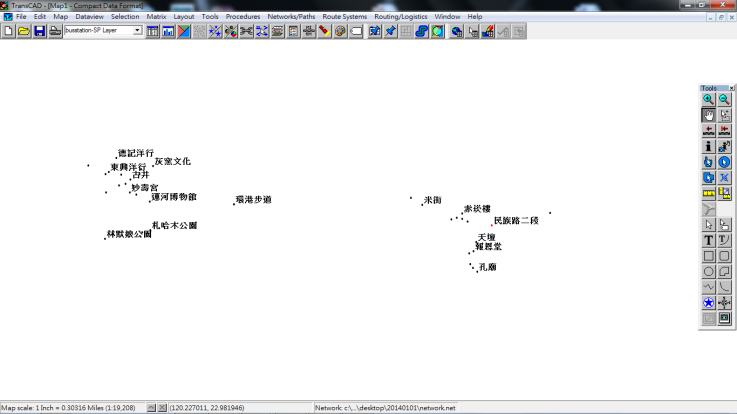 TransCAD - [Map1 - Compact Data Format]
File Edit Map Dataview Selection Matrix Layout Tools Procedures Networks/Paths Route Systems Routing/Logistics Window Help
busstation-SP Layer
Tools
德記洋行
灰窯文化
東興洋行
古井
妙壽宮
運河博物館
環港步道
札哈木公園
林默娘公園
米街
赤崁樓
民族路二段
天壇
報恩堂
孔廟
Map scale: 1 Inch = 0.30316 Miles (1:19,208) (120.227011, 22.981946) Network: c:\...\desktop\20140101\network.net